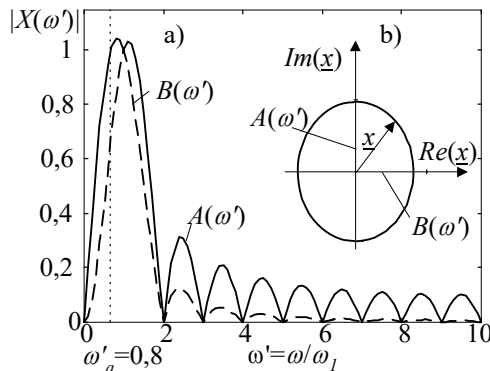 |X(ω′)|
a)
b)
1
Im(x)
B(ω′)
0,8
A(ω′)
x
Re(x)
0,6
0,4
A(ω′)
B(ω′)
0,2
0
0 2 4 6 8 10
ω′ₐ=0,8 ω'=ω/ω₁